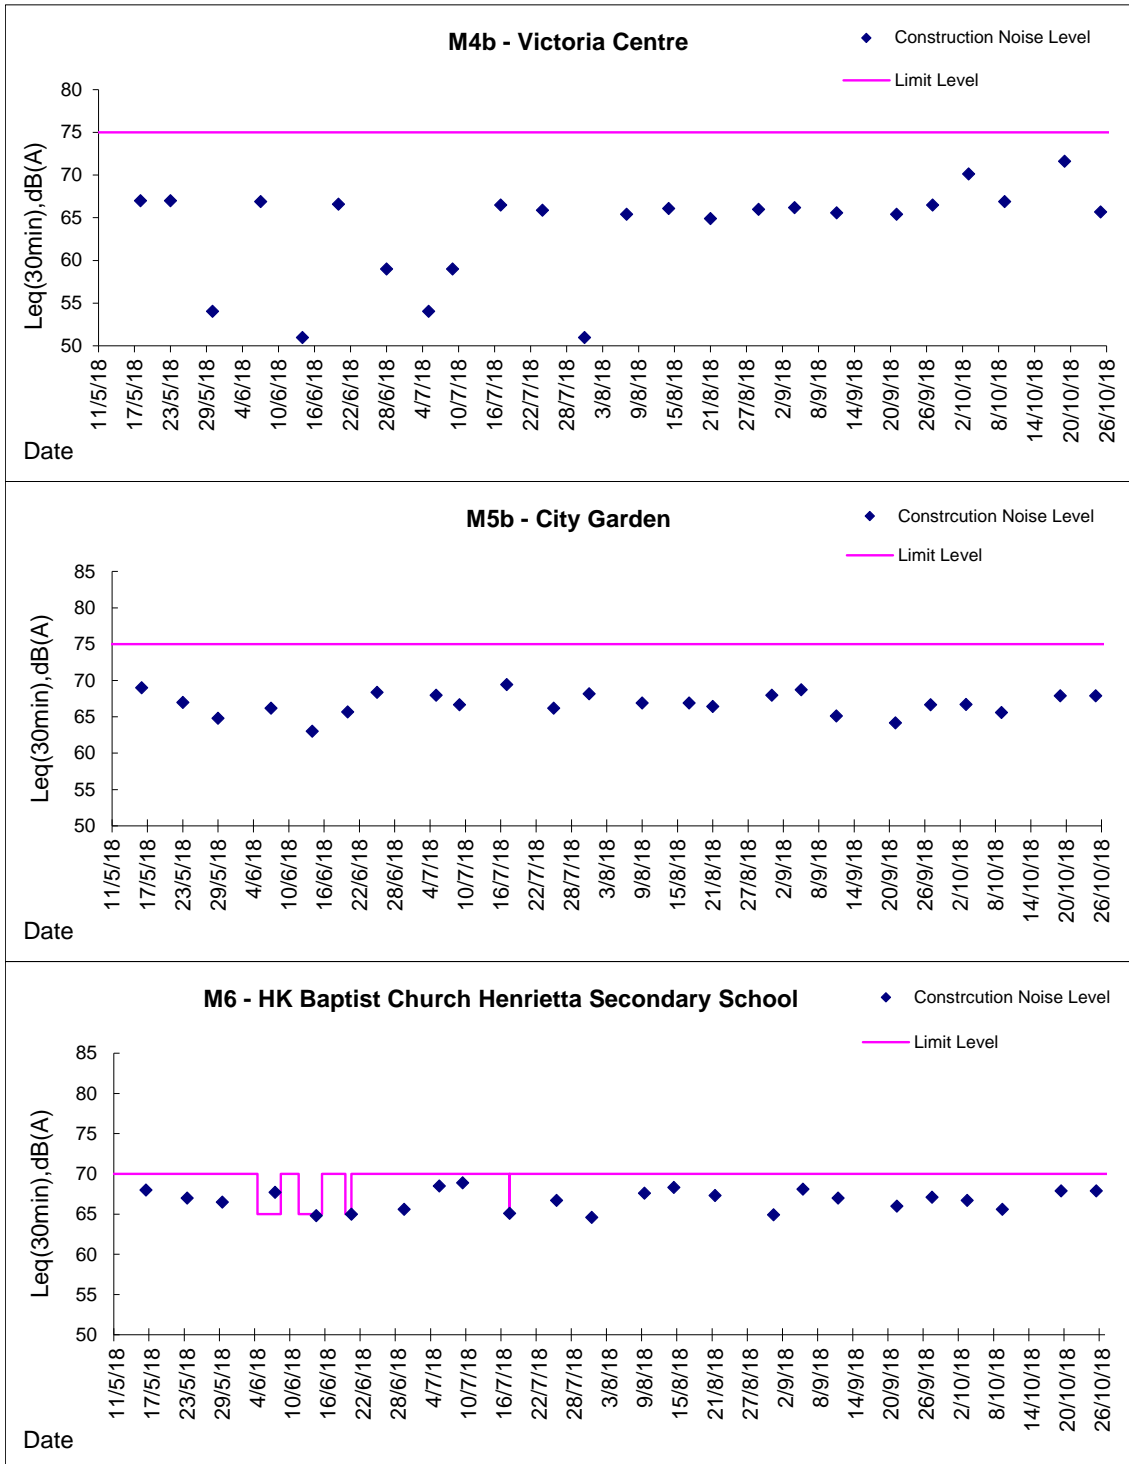 M4b - Victoria Centre
Construction Noise Level
Limit Level
Leq(30min),dB(A)
80
75
70
65
60
55
50
11/5/18 17/5/18 23/5/18 29/5/18 4/6/18 10/6/18 16/6/18 22/6/18 28/6/18 4/7/18 10/7/18 16/7/18 22/7/18 28/7/18 3/8/18 9/8/18 15/8/18 21/8/18 27/8/18 2/9/18 8/9/18 14/9/18 20/9/18 26/9/18 2/10/18 8/10/18 14/10/18 20/10/18 26/10/18
Date
M5b - City Garden
Constrcution Noise Level
Limit Level
Leq(30min),dB(A)
85
80
75
70
65
60
55
50
11/5/18 17/5/18 23/5/18 29/5/18 4/6/18 10/6/18 16/6/18 22/6/18 28/6/18 4/7/18 10/7/18 16/7/18 22/7/18 28/7/18 3/8/18 9/8/18 15/8/18 21/8/18 27/8/18 2/9/18 8/9/18 14/9/18 20/9/18 26/9/18 2/10/18 8/10/18 14/10/18 20/10/18 26/10/18
Date
M6 - HK Baptist Church Henrietta Secondary School
Constrcution Noise Level
Limit Level
Leq(30min),dB(A)
85
80
75
70
65
60
55
50
11/5/18 17/5/18 23/5/18 29/5/18 4/6/18 10/6/18 16/6/18 22/6/18 28/6/18 4/7/18 10/7/18 16/7/18 22/7/18 28/7/18 3/8/18 9/8/18 15/8/18 21/8/18 27/8/18 2/9/18 8/9/18 14/9/18 20/9/18 26/9/18 2/10/18 8/10/18 14/10/18 20/10/18 26/10/18
Date